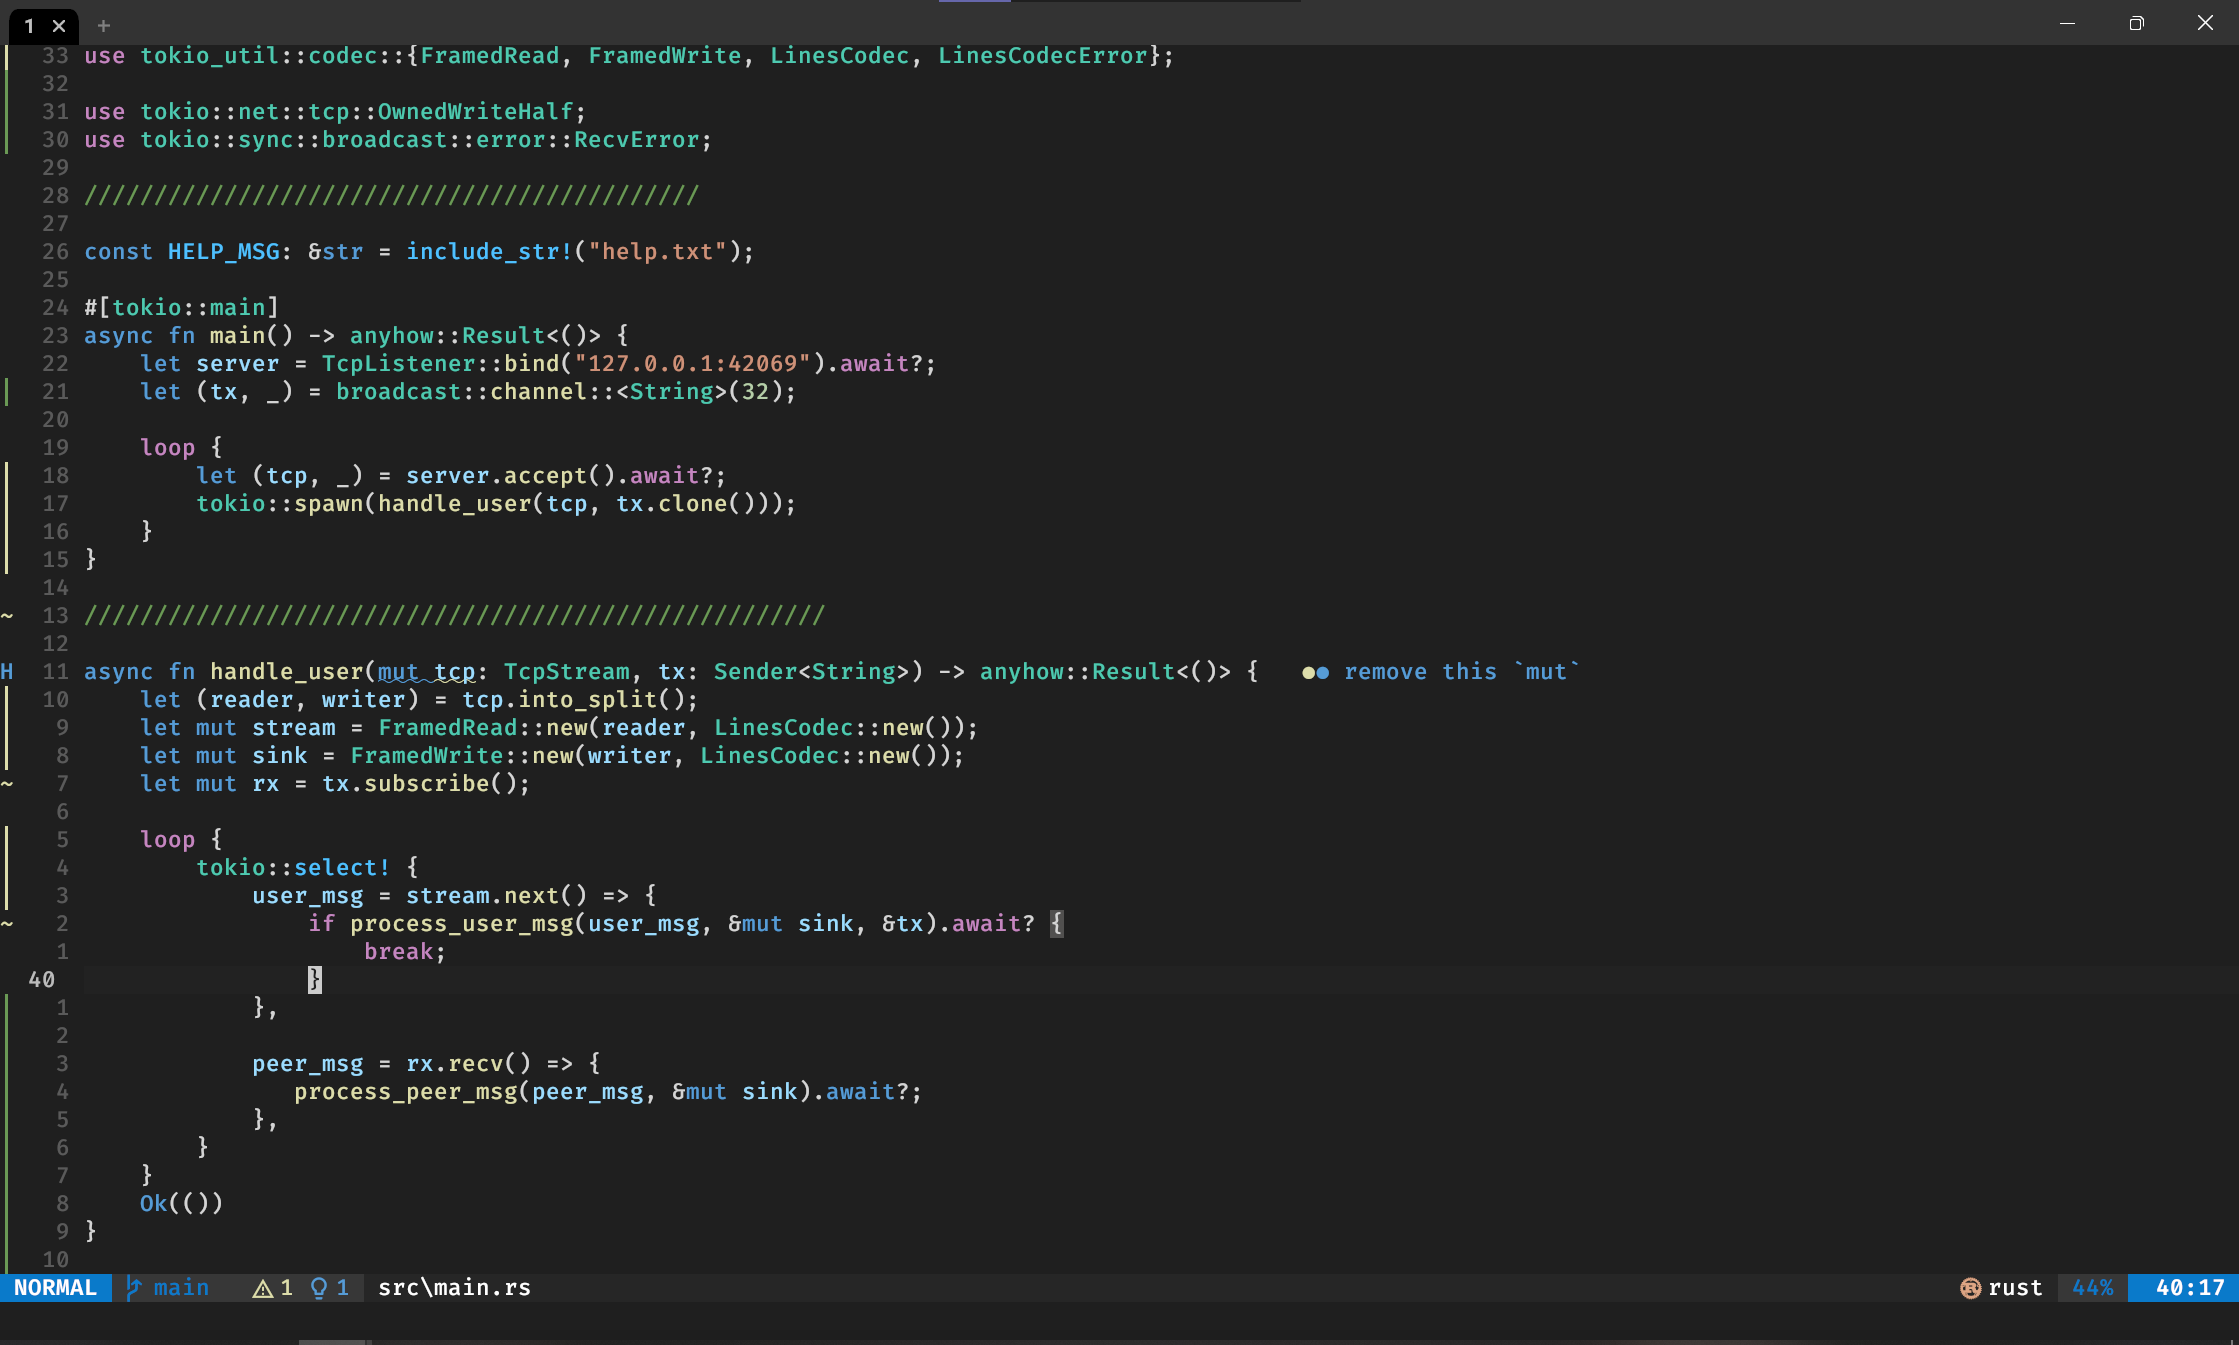 1 × +
33 use tokio_util::codec::{FramedRead, FramedWrite, LinesCodec, LinesCodecError};
32
31 use tokio::net::tcp::OwnedWriteHalf;
30 use tokio::sync::broadcast::error::RecvError;
29
28 ////////////////////////////////////////////
27
26 const HELP_MSG: &str = include_str!("help.txt");
25
24 #[tokio::main]
23 async fn main() -> anyhow::Result<()> {
22     let server = TcpListener::bind("127.0.0.1:42069").await?;
21     let (tx, _) = broadcast::channel::<String>(32);
20
19     loop {
18         let (tcp, _) = server.accept().await?;
17         tokio::spawn(handle_user(tcp, tx.clone()));
16     }
15 }
14
~ 13 /////////////////////////////////////////////////////
12
H 11 async fn handle_user(mut tcp: TcpStream, tx: Sender<String>) -> anyhow::Result<()> {   ●● remove this `mut`
10     let (reader, writer) = tcp.into_split();
9     let mut stream = FramedRead::new(reader, LinesCodec::new());
8     let mut sink = FramedWrite::new(writer, LinesCodec::new());
~ 7     let mut rx = tx.subscribe();
6
5     loop {
4         tokio::select! {
3             user_msg = stream.next() => {
~ 2                 if process_user_msg(user_msg, &mut sink, &tx).await? {
1                     break;
40                 }
1             },
2
3             peer_msg = rx.recv() => {
4                process_peer_msg(peer_msg, &mut sink).await?;
5             },
6         }
7     }
8     Ok(())
9 }
10
NORMAL main 1 1 src\main.rs rust 44% 40:17